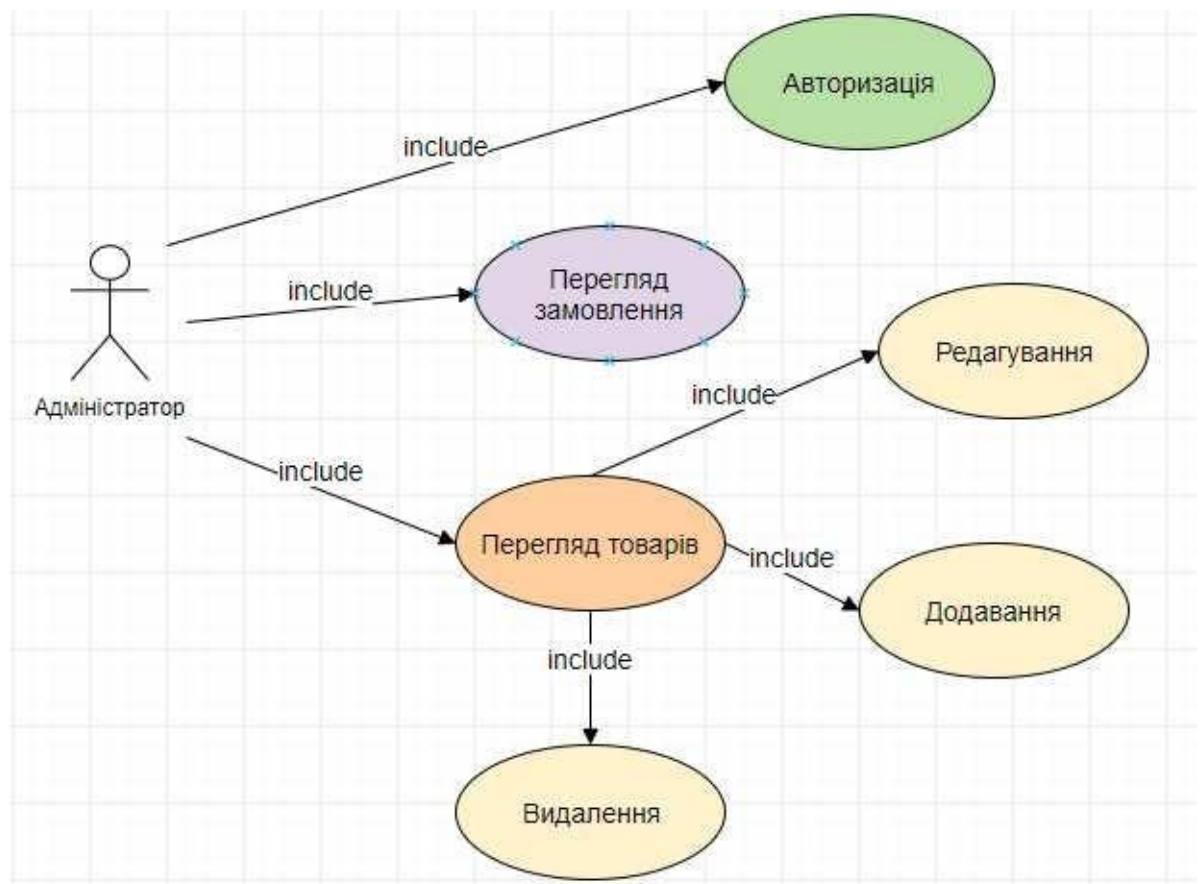 Авторизація
include
Перегляд
замовлення
include
Редагування
include
Адміністратор
include
Перегляд товарів
include
Додавання
include
Видалення